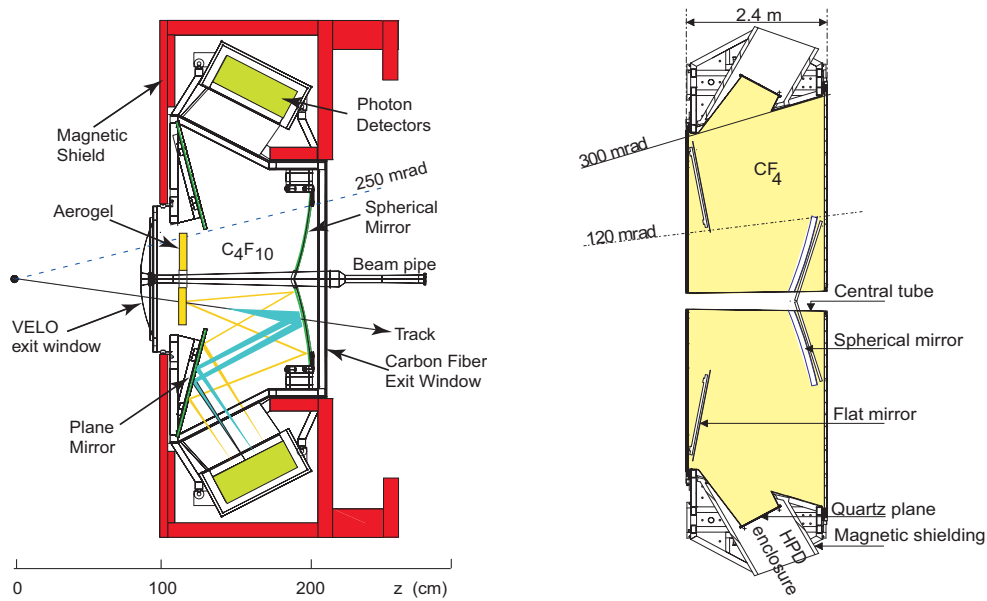 Magnetic
Shield
Aerogel
VELO
exit window
Plane
Mirror
C4F10
250 mrad
Photon
Detectors
Spherical
Mirror
Beam pipe
Track
Carbon Fiber
Exit Window
0
100
200
z (cm)
2.4 m
300 mrad
CF4
120 mrad
Central tube
Spherical mirror
Flat mirror
Quartz plane
Magnetic shielding
HPD
enclosure